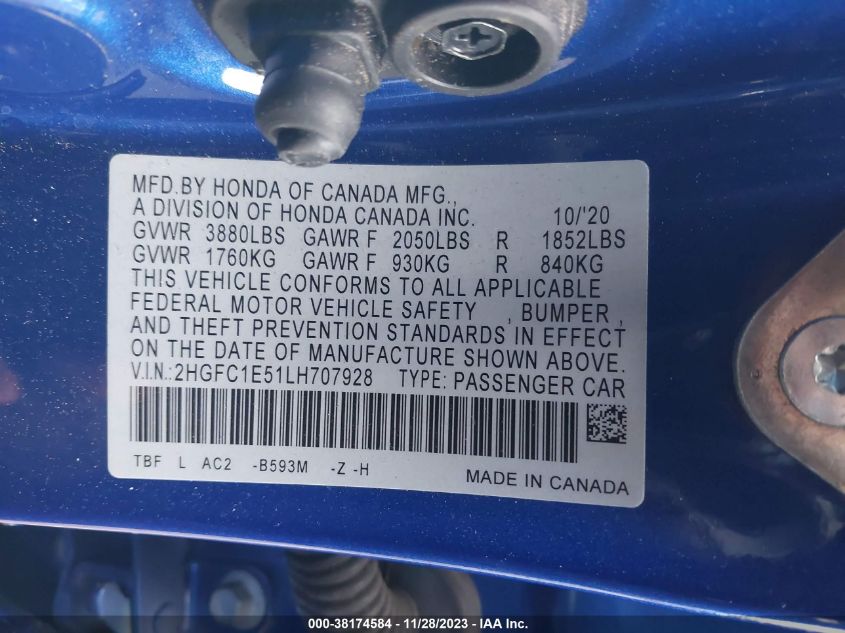 MFD.BY HONDA OF CANADA MFG.,
A DIVISION OF HONDA CANADA INC. 10/'20
GVWR 3880LBS GAWR F 2050LBS R 1852LBS
GVWR 1760KG GAWR F 930KG R 840KG
THIS VEHICLE CONFORMS TO ALL APPLICABLE
FEDERAL MOTOR VEHICLE SAFETY , BUMPER ,
AND THEFT PREVENTION STANDARDS IN EFFECT
ON THE DATE OF MANUFACTURE SHOWN ABOVE.
V.I.N.:2HGFC1E51LH707928 TYPE: PASSENGER CAR
TBF L AC2 -B593M -Z -H MADE IN CANADA
000-38174584 - 11/28/2023 - IAA Inc.